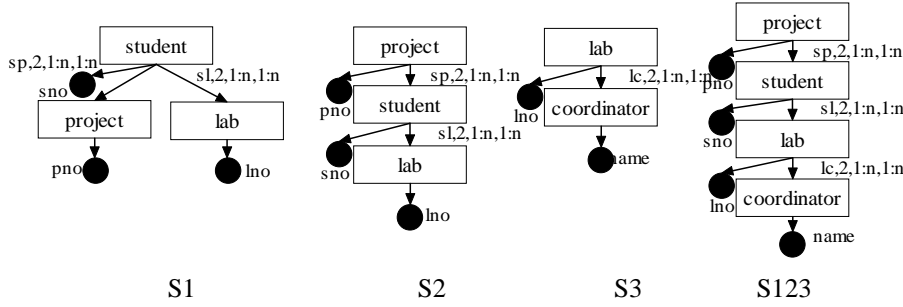 student
sp,2,1:n,1:n
sl,2,1:n,1:n
sno
project
lab
pno
lno
S1
project
sp,2,1:n,1:n
pno
student
sl,2,1:n,1:n
sno
lab
lno
S2
lab
lc,2,1:n,1:n
lno
coordinator
name
S3
project
sp,2,1:n,1:n
pno
student
sl,2,1:n,1:n
sno
lab
lc,2,1:n,1:n
lno
coordinator
name
S123